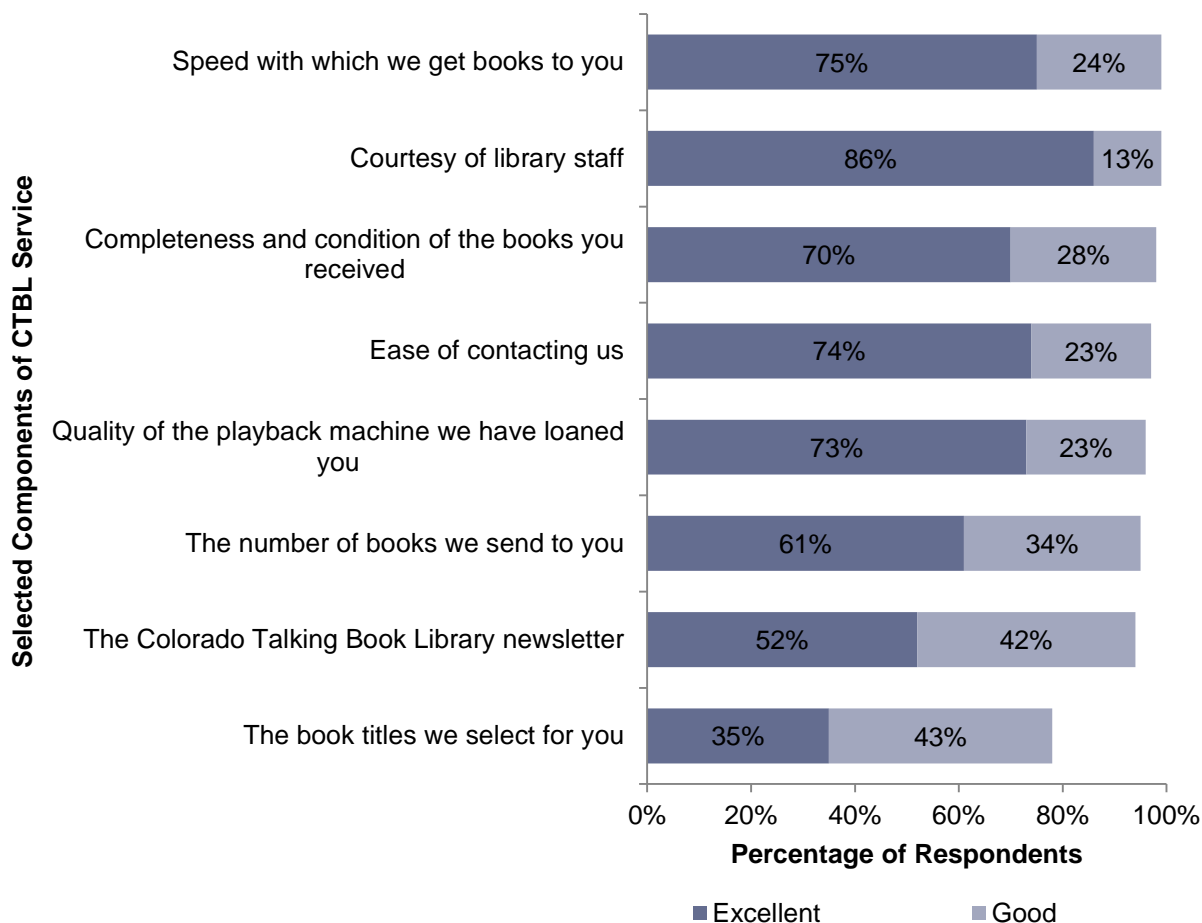 Selected Components of CTBL Service
Speed with which we get books to you
75%
24%
Courtesy of library staff
86%
13%
Completeness and condition of the books you
received
70%
28%
Ease of contacting us
74%
23%
Quality of the playback machine we have loaned
you
73%
23%
The number of books we send to you
61%
34%
The Colorado Talking Book Library newsletter
52%
42%
The book titles we select for you
35%
43%
0% 20% 40% 60% 80% 100%
Percentage of Respondents
Excellent
Good